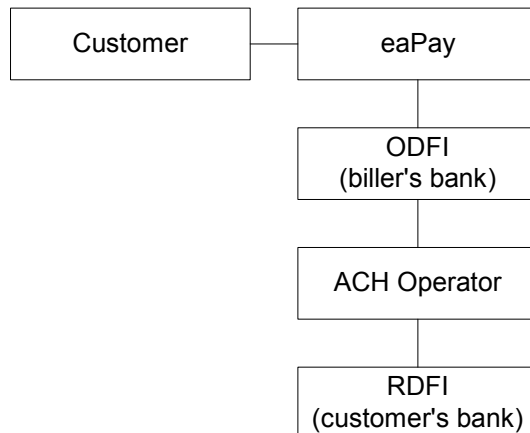 Customer
eaPay
ODFI
(biller's bank)
ACH Operator
RDFI
(customer's bank)